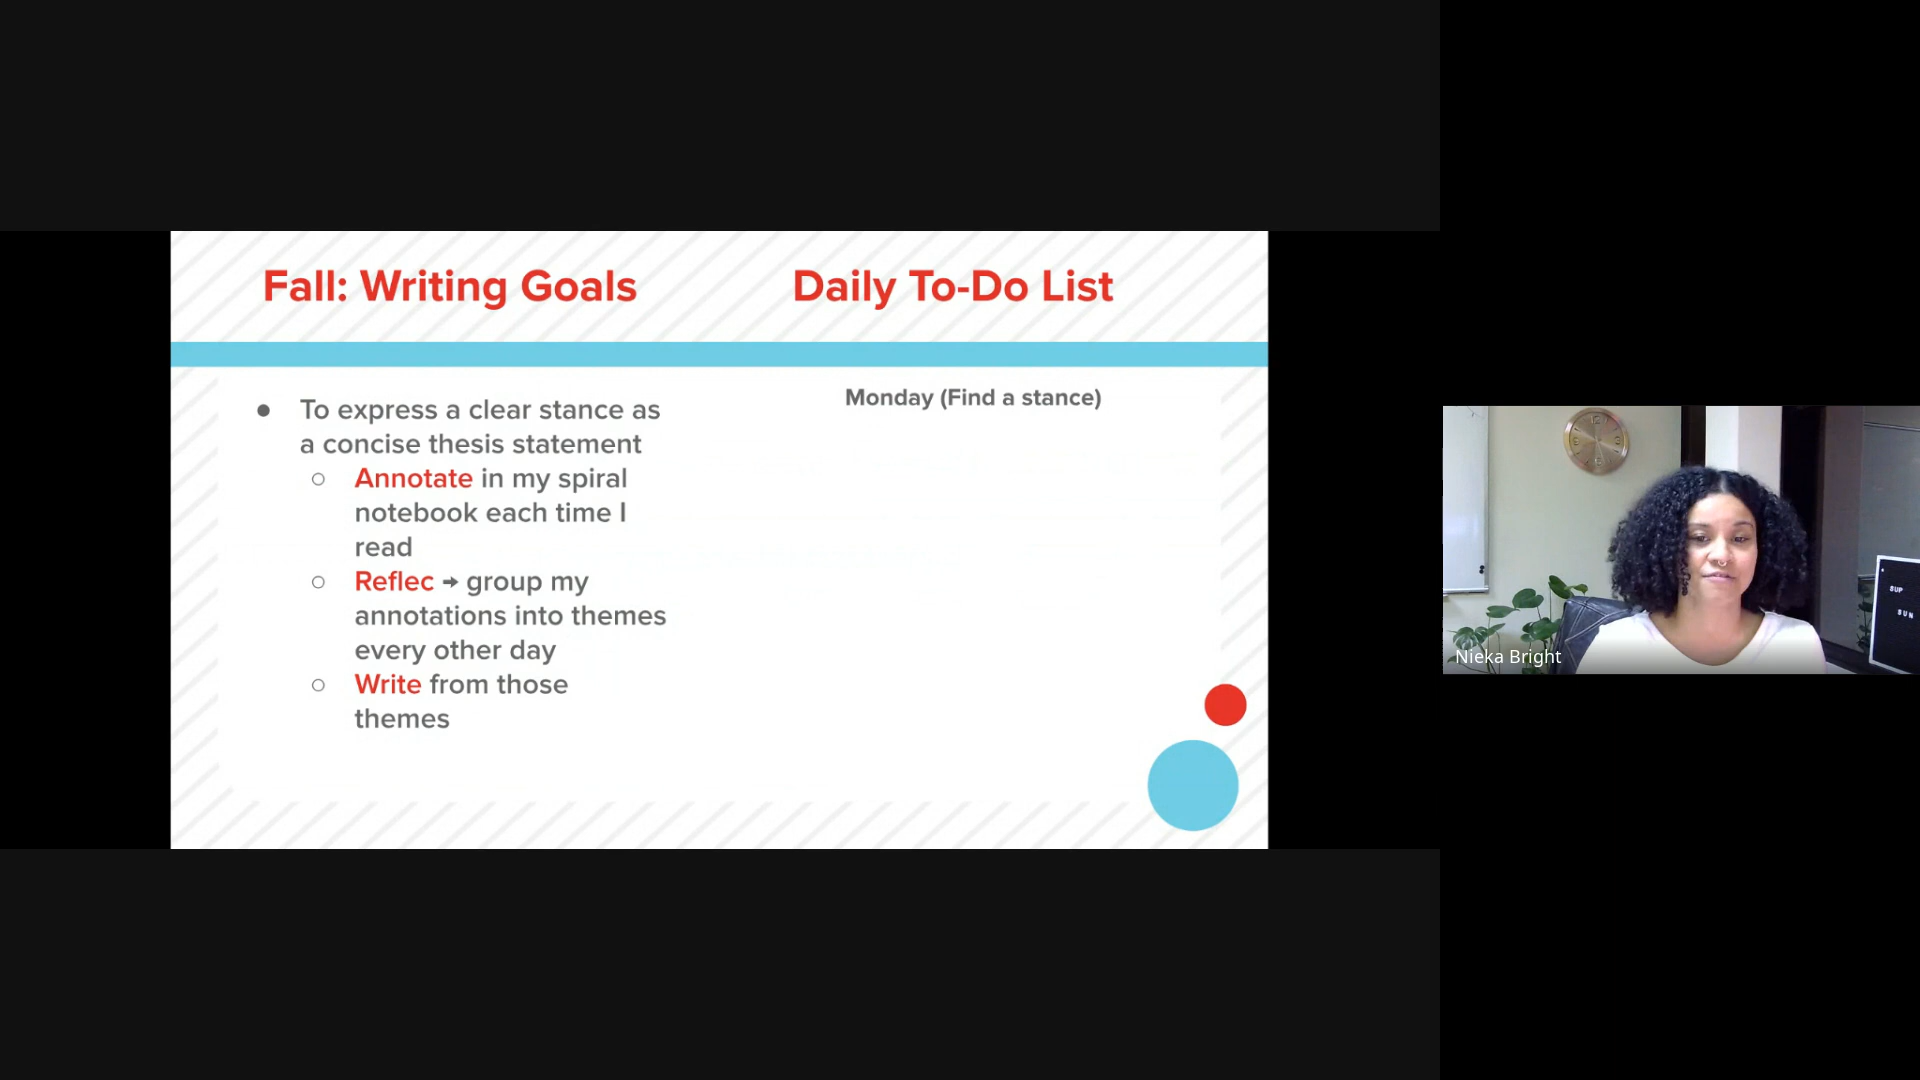 Fall: Writing Goals
Daily To-Do List
● To express a clear stance as
a concise thesis statement
○ Annotate in my spiral
notebook each time I
read
○ Reflec → group my
annotations into themes
every other day
○ Write from those
themes
Monday (Find a stance)
SUP
SUN
Nieka Bright